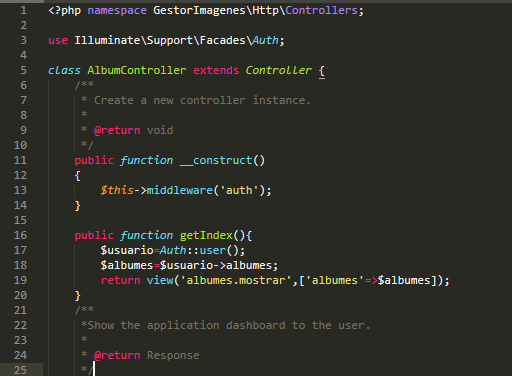 1 <?php namespace GestorImagenes\Http\Controllers;
2
3 use Illuminate\Support\Facades\Auth;
4
5 class AlbumController extends Controller {
6 /**
7 * Create a new controller instance.
8 *
9 * @return void
10 */
11 public function __construct()
12 {
13 $this->middleware('auth');
14 }
15
16 public function getIndex(){
17 $usuario=Auth::user();
18 $albumes=$usuario->albumes;
19 return view('albumes.mostrar',['albumes'=>$albumes]);
20 }
21 /**
22 *Show the application dashboard to the user.
23 *
24 * @return Response
25 */